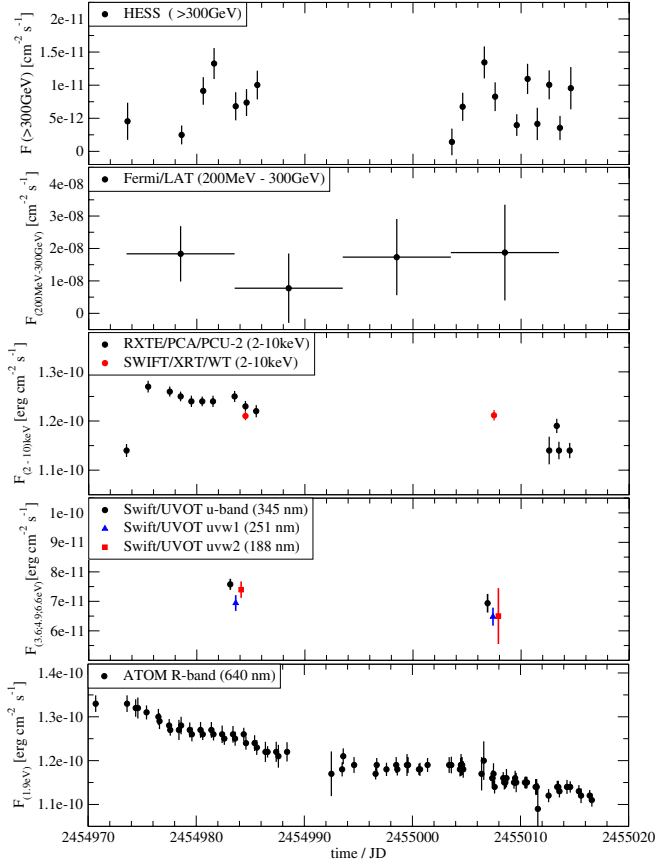 HESS ( >300GeV)
F (>300GeV) [cm-2 s-1]
2e-11
1.5e-11
1e-11
5e-12
0
Fermi/LAT (200MeV - 300GeV)
F(200MeV-300GeV) [cm-2 s-1]
4e-08
3e-08
2e-08
1e-08
0
RXTE/PCA/PCU-2 (2-10keV)
SWIFT/XRT/WT (2-10keV)
F(2 - 10)keV [erg cm-2 s-1]
1.3e-10
1.2e-10
1.1e-10
Swift/UVOT u-band (345 nm)
Swift/UVOT uvw1 (251 nm)
Swift/UVOT uvw2 (188 nm)
F(3.6;4.9;6.6eV)[erg cm-2 s-1]
1e-10
9e-11
8e-11
7e-11
6e-11
ATOM R-band (640 nm)
F(1.9eV) [erg cm-2 s-1]
1.4e-10
1.3e-10
1.2e-10
1.1e-10
2454970 2454980 2454990 2455000 2455010 2455020
time / JD